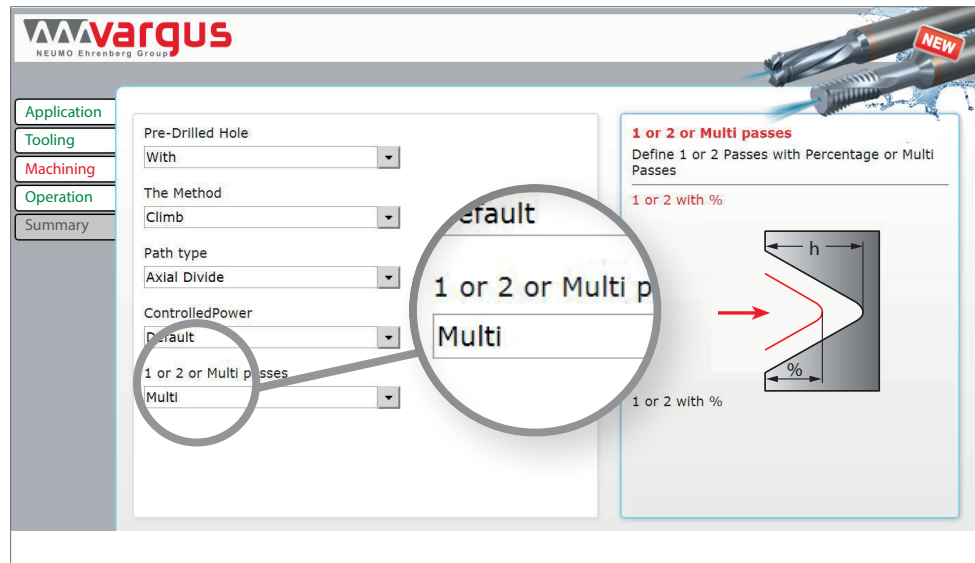 vargus
NEUMO Ehrenberg Group
NEW
Application
Tooling
Machining
Operation
Summary
Pre-Drilled Hole
With
The Method
Climb
Path type
Axial Divide
ControlledPower
Default
1 or 2 or Multi passes
Multi
efault
1 or 2 or Multi p
Multi
1 or 2 or Multi passes
Define 1 or 2 Passes with Percentage or Multi
Passes
1 or 2 with %
h
%
1 or 2 with %